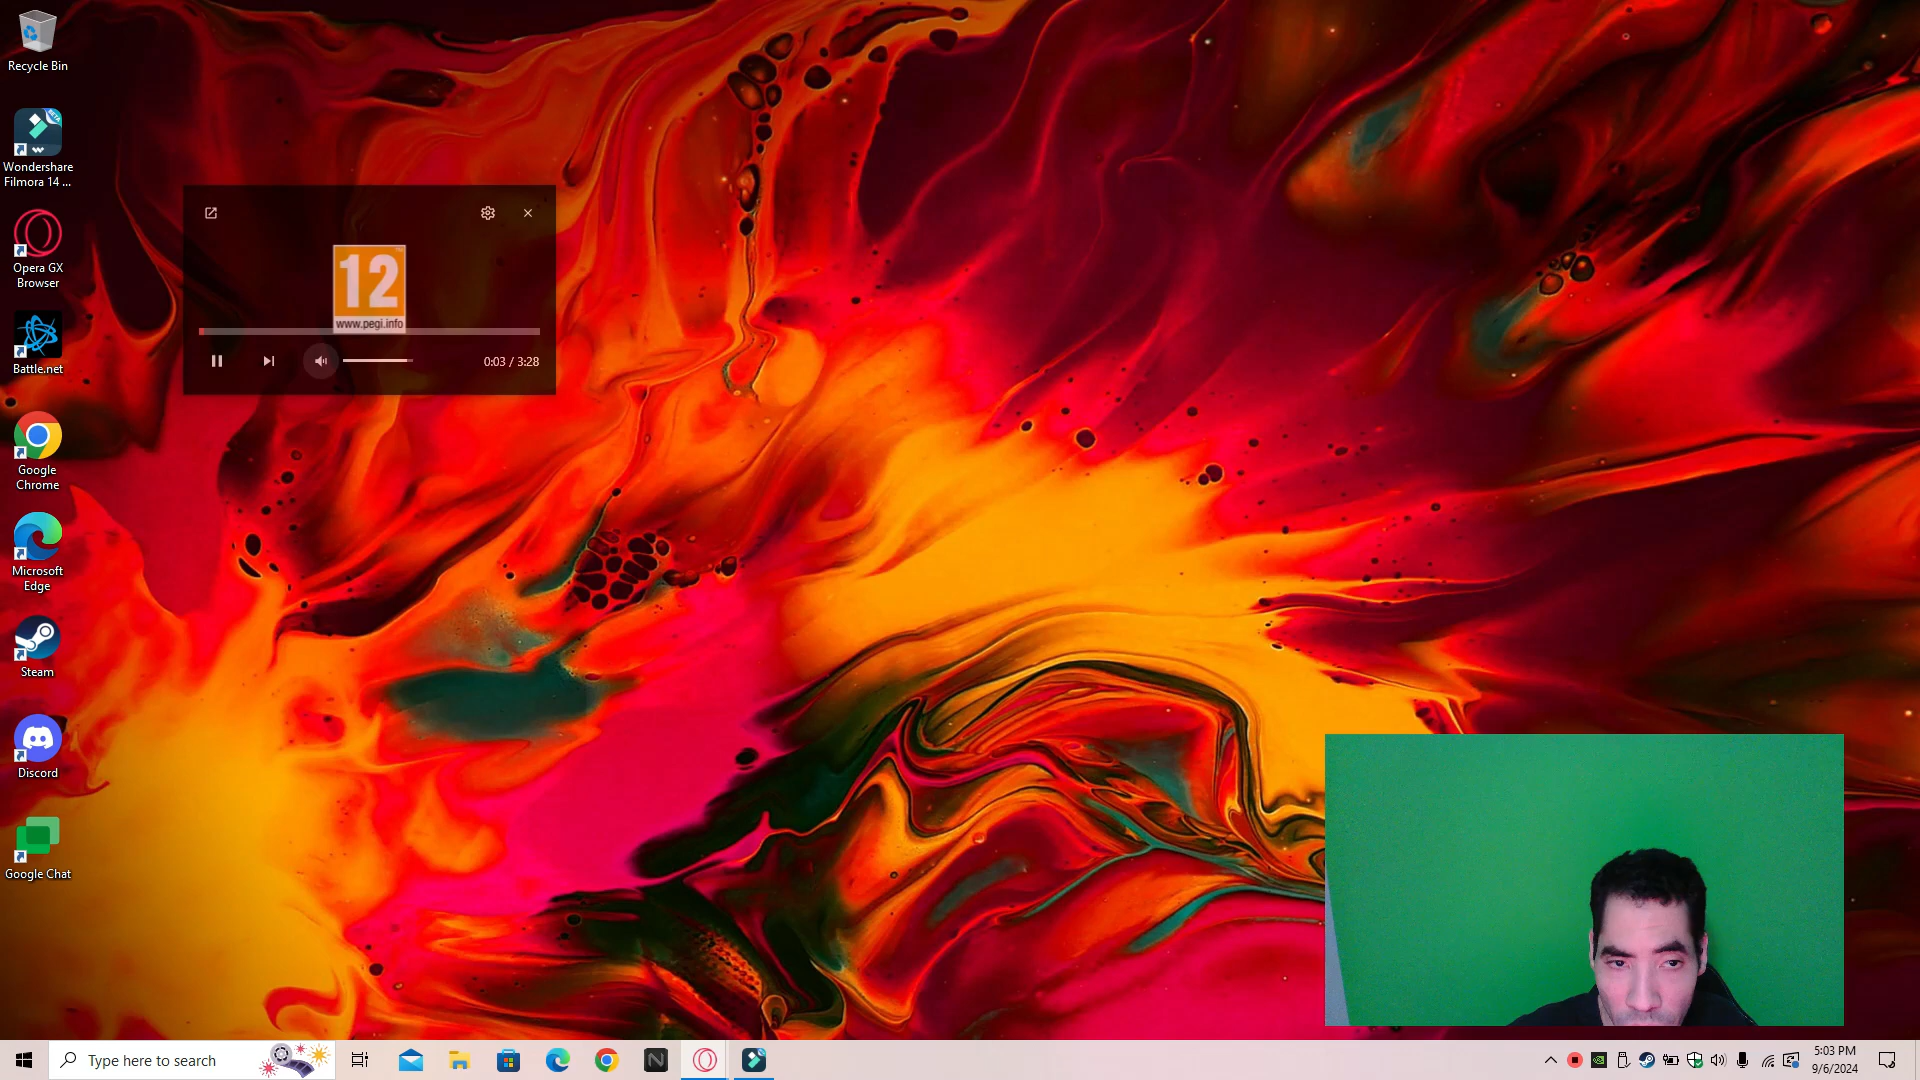 Recycle Bin
Wondershare
Filmora 14 ...
Opera GX
Browser
Battle.net
Google
Chrome
Microsoft
Edge
Steam
Discord
Google Chat
12
www.pegi.info
0:03 / 3:28
Type here to search
5:03 PM
9/6/2024